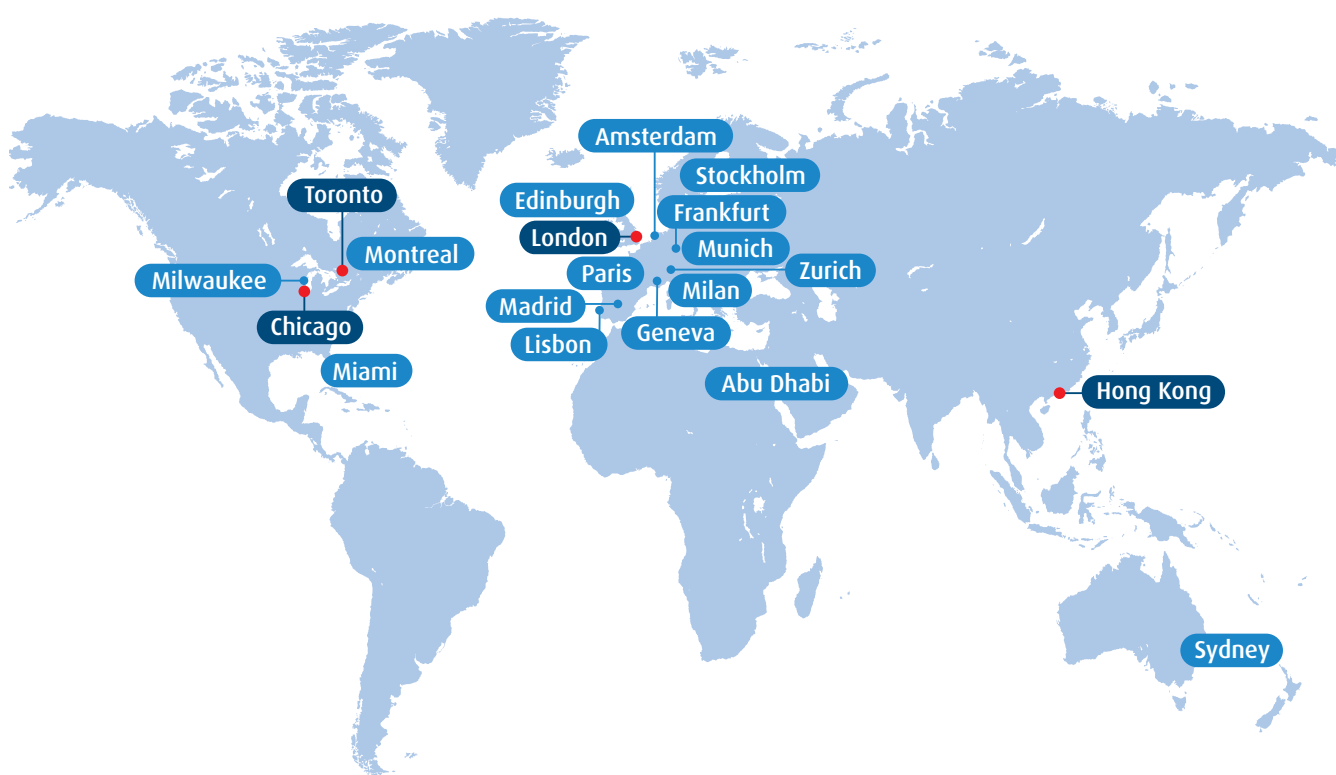 Amsterdam
Stockholm
Toronto
Edinburgh
Frankfurt
London
Montreal
Munich
Milwaukee
Paris
Zurich
Milan
Madrid
Chicago
Geneva
Lisbon
Miami
Abu Dhabi
Hong Kong
Sydney